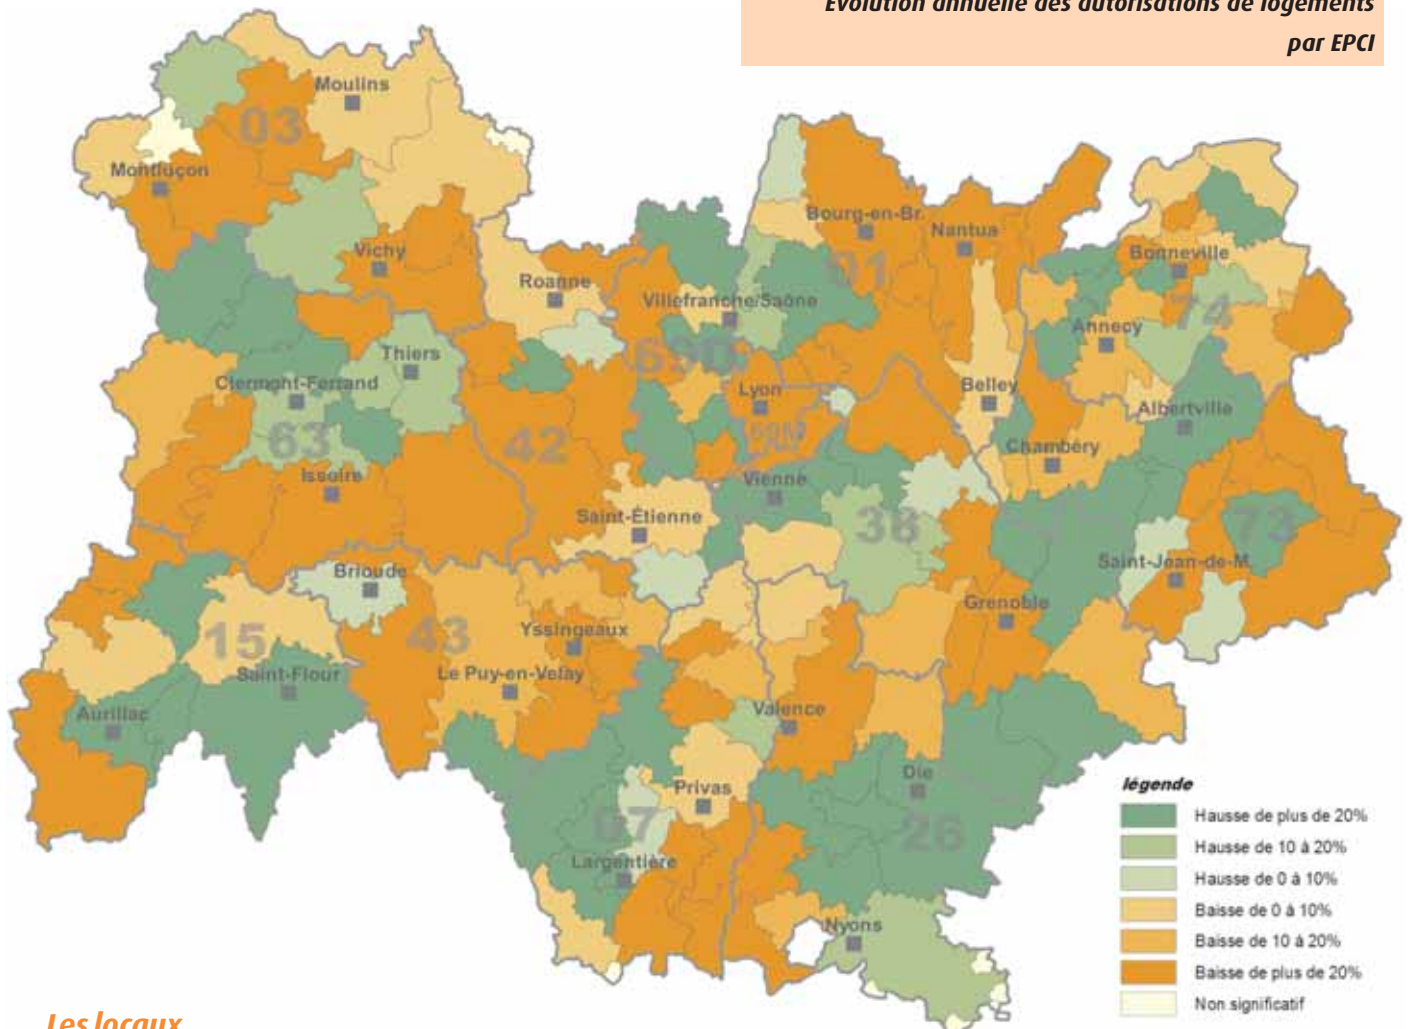 Evolution annuelle des autorisations de logements
par EPCI
Moulins
03
Montluçon
Vichy
Roanne
Bourg-en-Br.
Nantua
01
Bonneville
Villefranche/Saône
74
Annecy
69D
Thiers
Clermont-Ferrand
Lyon
Belley
Albertville
63
42
69M
Chambéry
Issoire
Vienne
Saint-Étienne
38
73
Saint-Jean-de-M.
Brioude
Grenoble
15
43
Yssingeaux
Saint-Flour
Le Puy-en-Velay
Aurillac
Valence
Die
Privas
07
26
Largentière
Nyons
légende
Hausse de plus de 20%
Hausse de 10 à 20%
Hausse de 0 à 10%
Baisse de 0 à 10%
Baisse de 10 à 20%
Baisse de plus de 20%
Non significatif
Les locaux